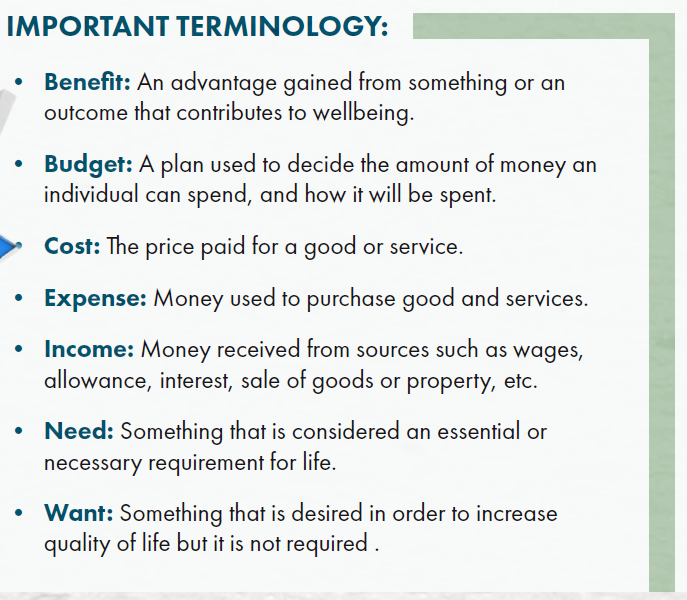 IMPORTANT TERMINOLOGY:
• Benefit: An advantage gained from something or an
outcome that contributes to wellbeing.
• Budget: A plan used to decide the amount of money an
individual can spend, and how it will be spent.
• Cost: The price paid for a good or service.
• Expense: Money used to purchase good and services.
• Income: Money received from sources such as wages,
allowance, interest, sale of goods or property, etc.
• Need: Something that is considered an essential or
necessary requirement for life.
• Want: Something that is desired in order to increase
quality of life but it is not required .